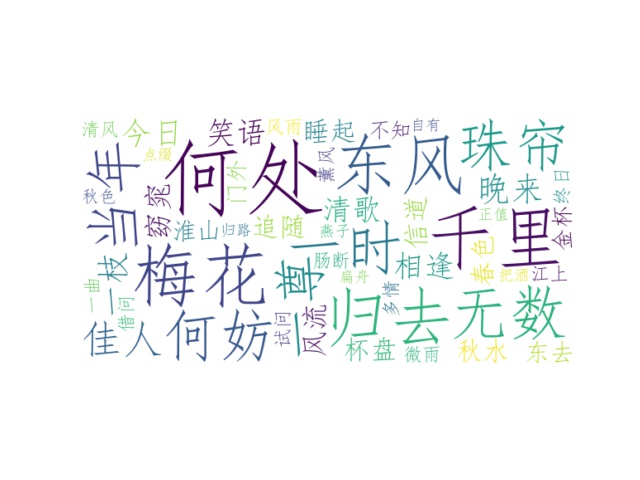 清风
今日
笑语
风雨
睡起
不知
自有
点缀
当年
何处
东风
珠帘
门外
薰风
晚来
终日
秋色
窈窕
淮山
归路
追随
燕子
清歌
信道
千里
正值
金杯
一枝
梅花
尊
一时
肠断
扁舟
相逢
春色
把酒
江上
一曲
借问
佳人
何妨
一尊
风流
试问
归去
多情
无数
杯盘
微雨
秋水
东去